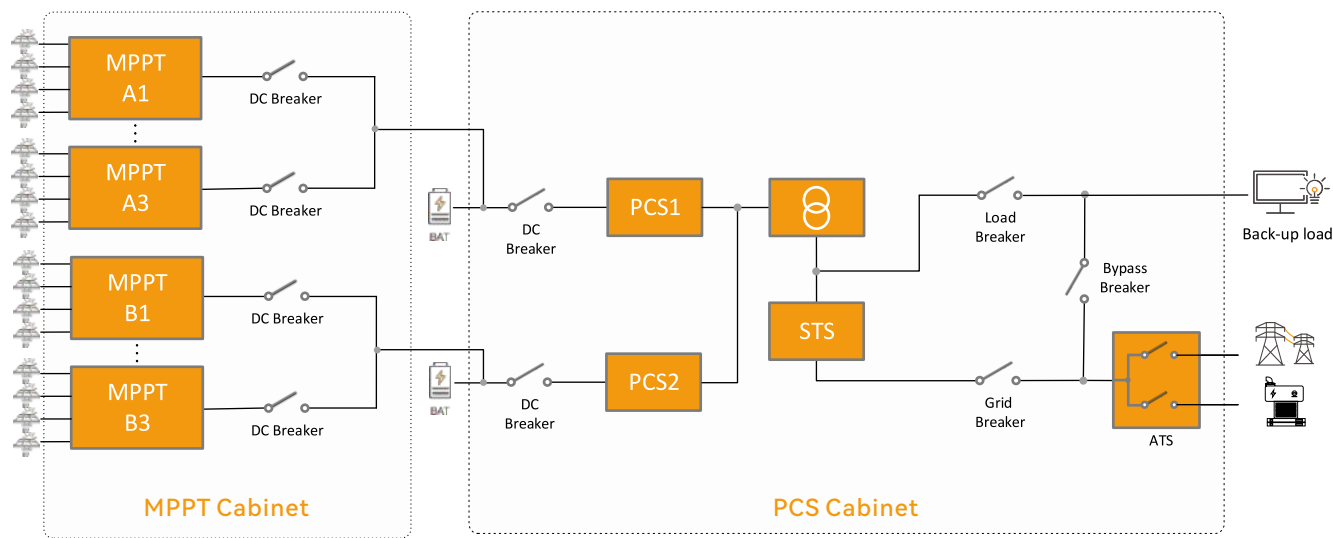 MPPT
A1
DC Breaker
MPPT
A3
DC Breaker
MPPT
B1
DC Breaker
MPPT
B3
DC Breaker
MPPT Cabinet
BAT
DC
Breaker
PCS1
BAT
DC
Breaker
PCS2
STS
Load
Breaker
Bypass
Breaker
Grid
Breaker
ATS
Back-up load
PCS Cabinet